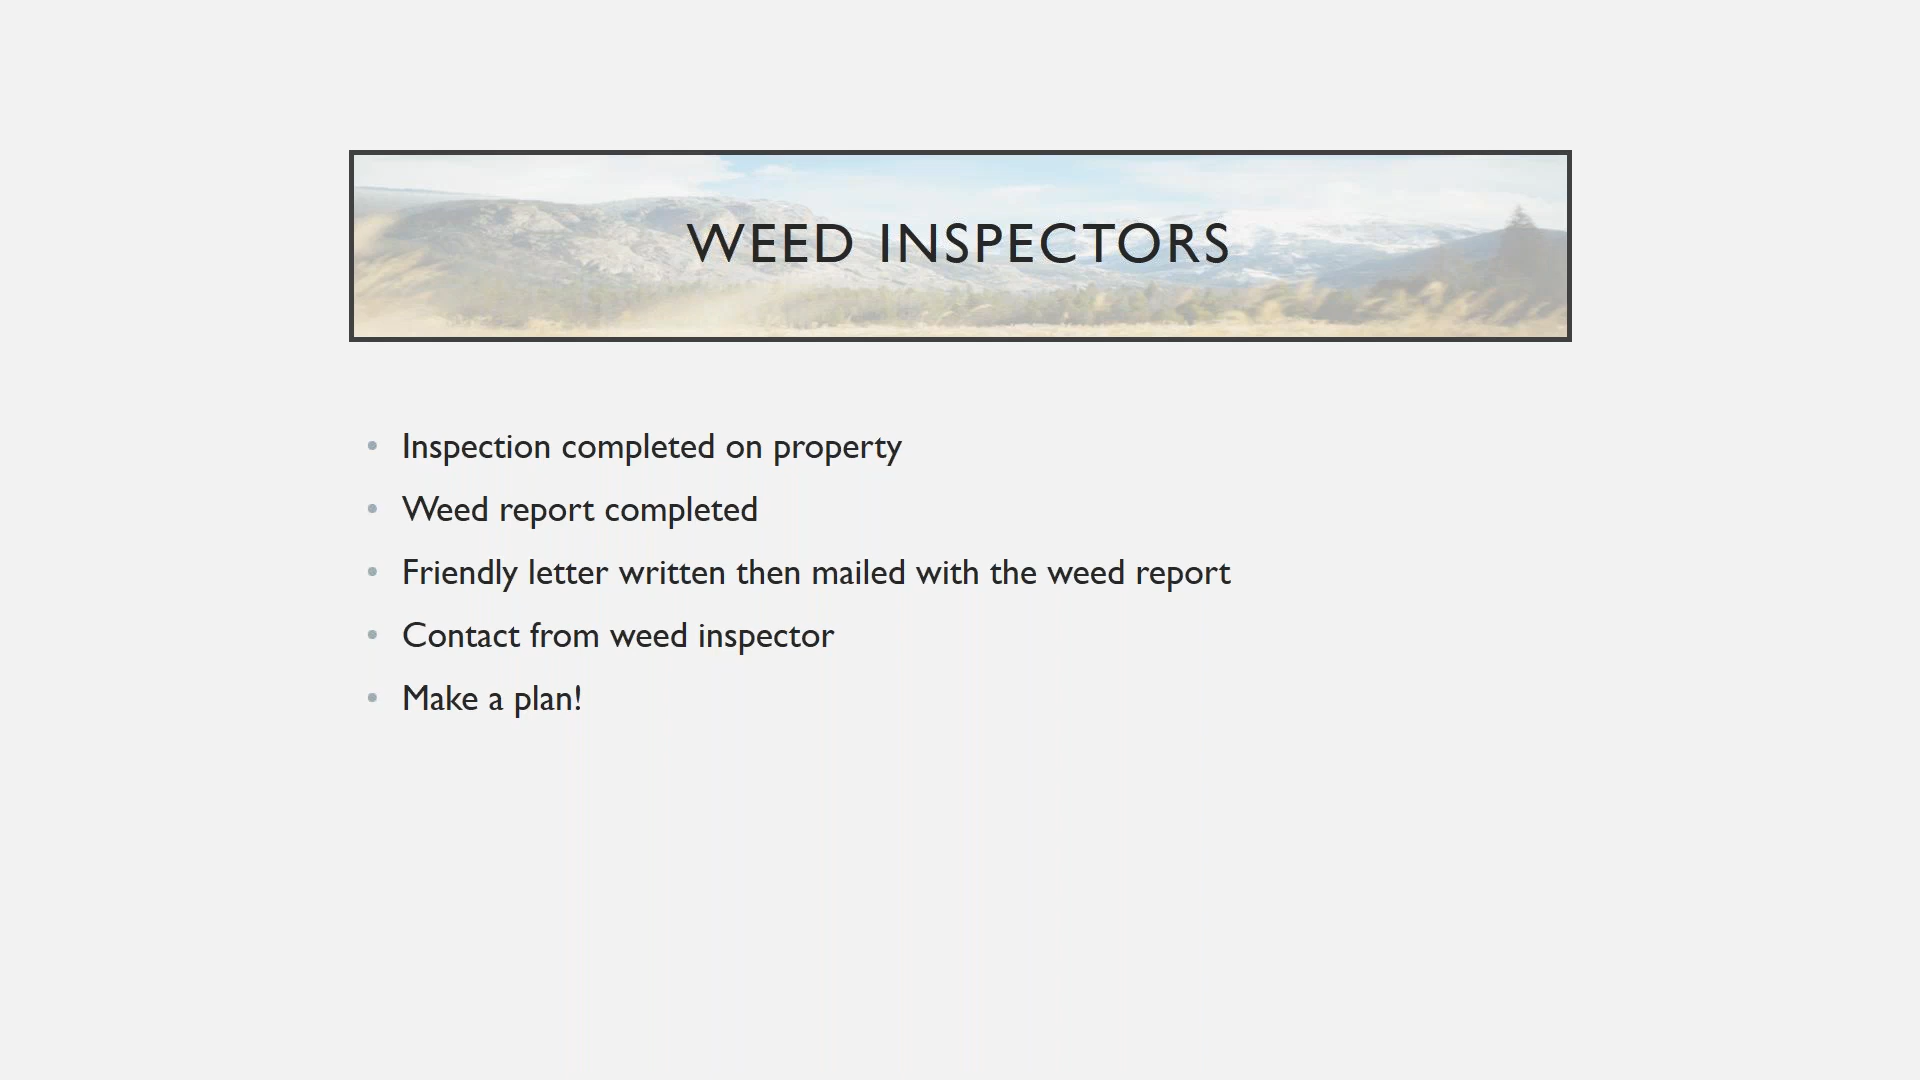 WEED INSPECTORS
• Inspection completed on property
• Weed report completed
• Friendly letter written then mailed with the weed report
• Contact from weed inspector
• Make a plan!